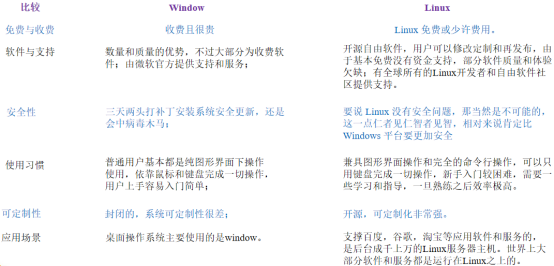 比较 Window Linux
免费与收费 收费且很贵 Linux 免费或少许费用。
软件与支持 数量和质量的优势，不过大部分为收费软件；由微软官方提供支持和服务； 开源自由软件，用户可以修改定制和再发布，由于基本免费没有资金支持，部分软件质量和体验欠缺；有全球所有的Linux开发者和自由软件社区提供支持。
安全性 三天两头打补丁安装系统安全更新，还是会中病毒木马； 要说 Linux 没有安全问题，那当然是不可能的，这一点仁者见仁智者见智，相对来说肯定比Windows 平台要更加安全
使用习惯 普通用户基本都是纯图形界面下操作使用，依靠鼠标和键盘完成一切操作，用户上手容易入门简单； 兼具图形界面操作和完全的命令行操作，可以只用键盘完成一切操作，新手入门较困难，需要一些学习和指导，一旦熟练之后效率极高。
可定制性 封闭的，系统可定制性很差； 开源，可定制化非常强。
应用场景 桌面操作系统主要使用的是window。 支撑百度，谷歌，淘宝等应用软件和服务的，是后台成千上万的Linux服务器主机。世界上大部分软件和服务都是运行在Linux之上的。